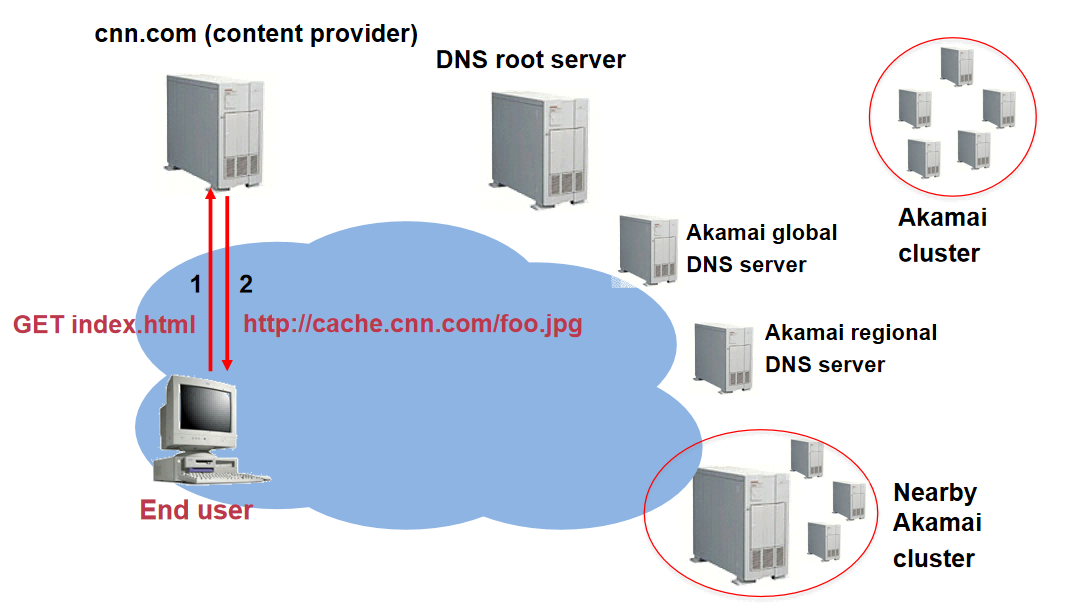 cnn.com (content provider)
DNS root server
Akamai
cluster
Akamai global
DNS server
1
2
GET index.html
http://cache.cnn.com/foo.jpg
Akamai regional
DNS server
End user
Nearby
Akamai
cluster